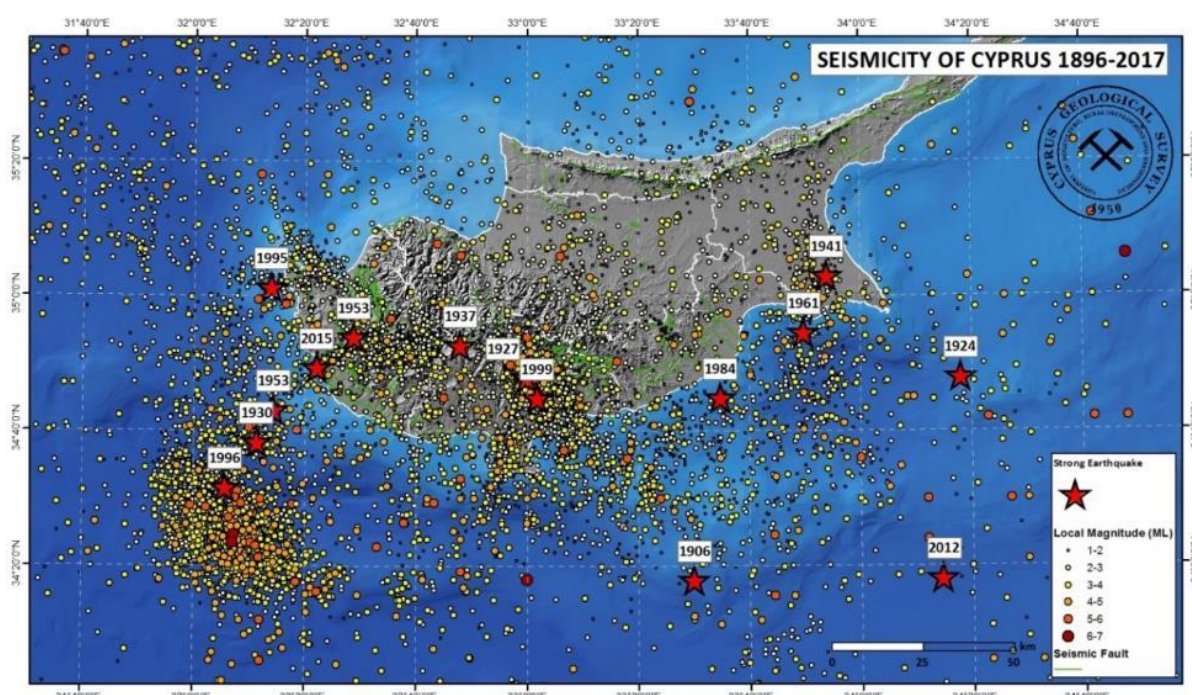 31°40'0"E 32°0'0"E 32°20'0"E 32°40'0"E 33°0'0"E 33°20'0"E 33°40'0"E 34°0'0"E 34°20'0"E 34°40'0"E
SEISMICITY OF CYPRUS 1896-2017
CYPRUS GEOLOGICAL SURVEY
1950
35°20'0"N
1941
1995
35°0'0"N
1953
1937
1961
2015
1927
1924
1999
1984
1953
1930
34°40'0"N
1996
Strong Earthquake
Local Magnitude (ML)
1-2
2-3
3-4
4-5
5-6
6-7
Seismic Fault
34°20'0"N
1906
2012
0 25 50 km